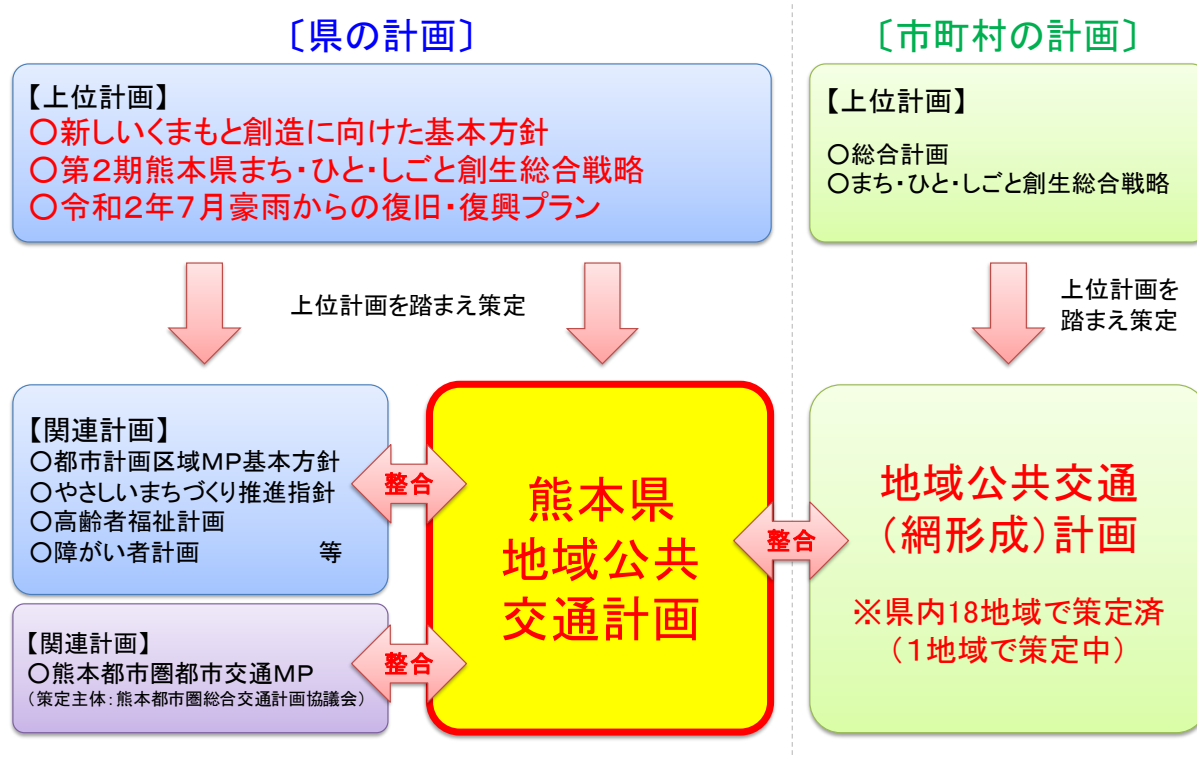 〔県の計画〕
【上位計画】
○新しいくまもと創造に向けた基本方針
○第２期熊本県まち・ひと・しごと創生総合戦略
○令和２年７月豪雨からの復旧・復興プラン
上位計画を踏まえ策定
【関連計画】
○都市計画区域MP基本方針
○やさしいまちづくり推進指針
○高齢者福祉計画
○障がい者計画　　　　　等
整合
【関連計画】
○熊本都市圏都市交通MP
（策定主体：熊本都市圏総合交通計画協議会）
整合
熊本県
地域公共
交通計画
整合
〔市町村の計画〕
【上位計画】
○総合計画
○まち・ひと・しごと創生総合戦略
上位計画を
踏まえ策定
地域公共交通
（網形成）計画
※県内18地域で策定済
（１地域で策定中）